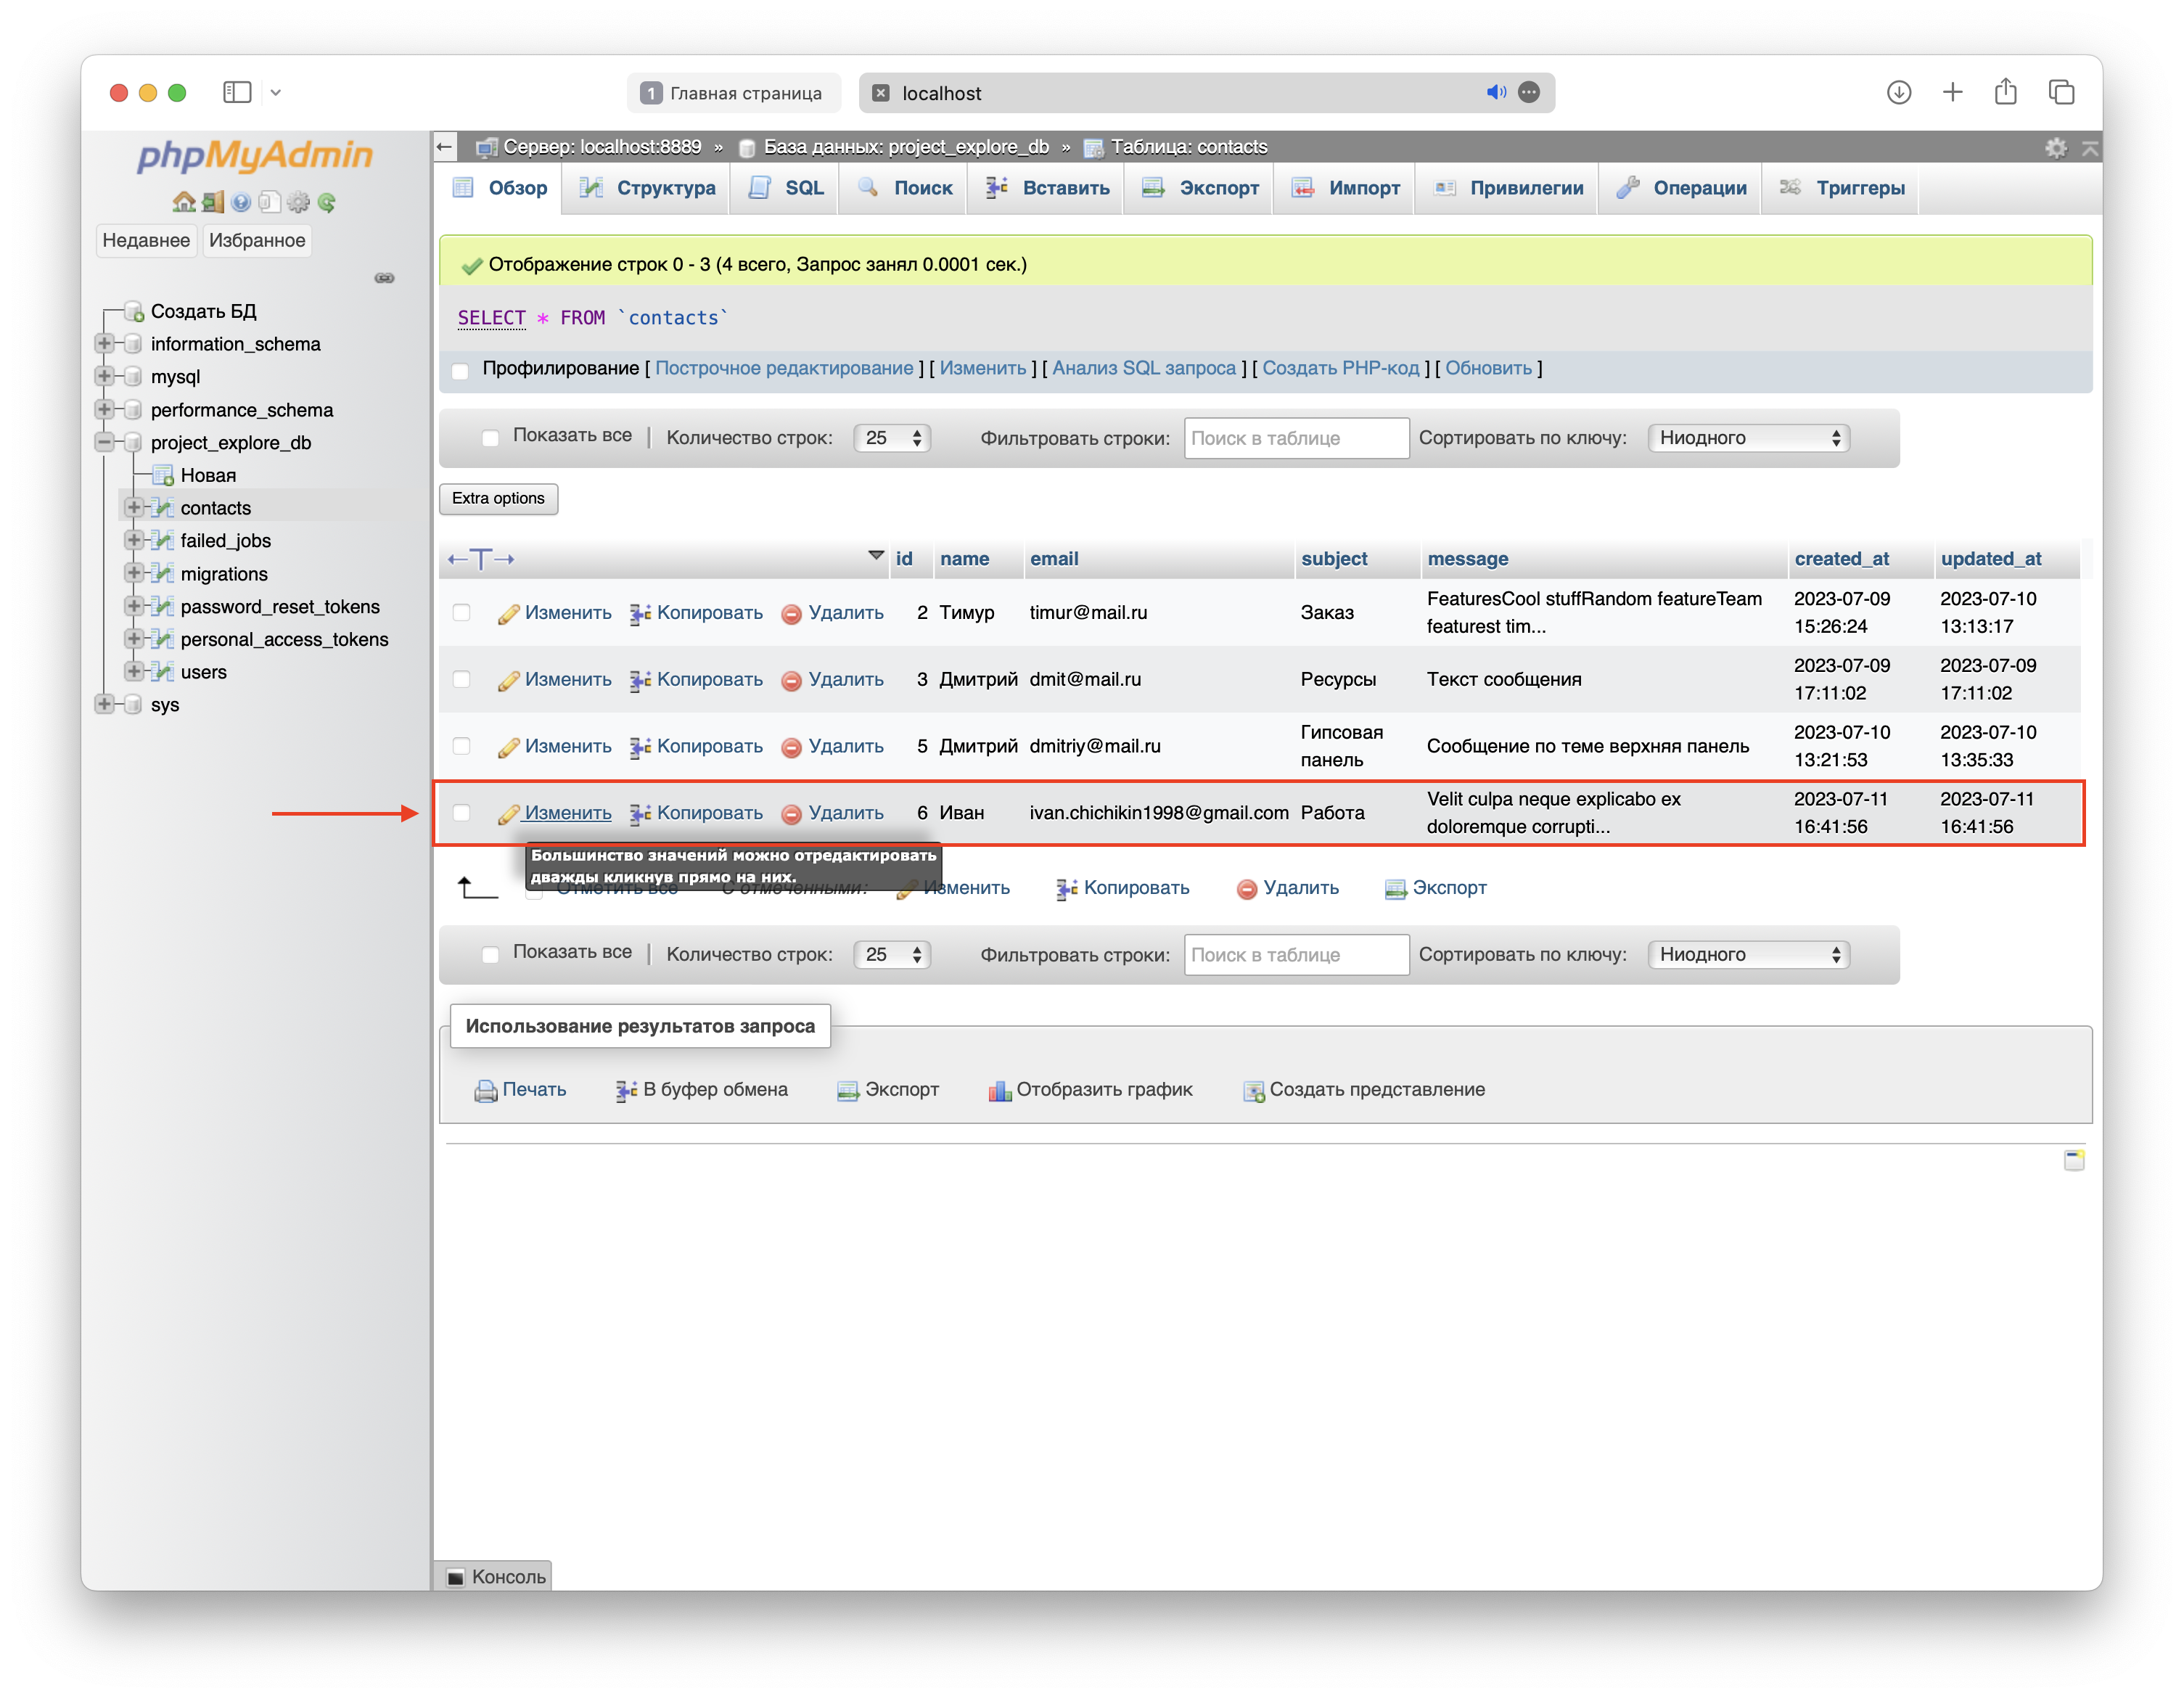 1 Главная страница
localhost
phpMyAdmin
Недавнее
Избранное
Создать БД
information_schema
mysql
performance_schema
project_explore_db
Новая
contacts
failed_jobs
migrations
password_reset_tokens
personal_access_tokens
users
sys
Сервер: localhost:8889 » База данных: project_explore_db » Таблица: contacts
Обзор Структура SQL Поиск Вставить Экспорт Импорт Привилегии Операции Триггеры
Отображение строк 0 - 3 (4 всего, Запрос занял 0.0001 сек.)
SELECT * FROM `contacts`
Профилирование [ Построчное редактирование ] [ Изменить ] [ Анализ SQL запроса ] [ Создать PHP-код ] [ Обновить ]
Показать все | Количество строк: 25 Фильтровать строки: Поиск в таблице Сортировать по ключу: Ниодного
Extra options
←T→ id name email subject message created_at updated_at
Изменить Копировать Удалить 2 Тимур timur@mail.ru Заказ FeaturesCool stuffRandom featureTeam 2023-07-09 2023-07-10
featurest tim... 15:26:24 13:13:17
Изменить Копировать Удалить 3 Дмитрий dmit@mail.ru Ресурсы Текст сообщения 2023-07-09 2023-07-09
17:11:02 17:11:02
Изменить Копировать Удалить 5 Дмитрий dmitriy@mail.ru Гипсовая Сообщение по теме верхняя панель 2023-07-10 2023-07-10
панель 13:21:53 13:35:33
Изменить Копировать Удалить 6 Иван ivan.chichikin1998@gmail.com Работа Velit culpa neque explicabo ex 2023-07-11 2023-07-11
doloremque corrupti... 16:41:56 16:41:56
Большинство значений можно отредактировать
дважды кликнув прямо на них.
Отметить все С отмеченными: Изменить Копировать Удалить Экспорт
Показать все | Количество строк: 25 Фильтровать строки: Поиск в таблице Сортировать по ключу: Ниодного
Использование результатов запроса
Печать В буфер обмена Экспорт Отобразить график Создать представление
Консоль